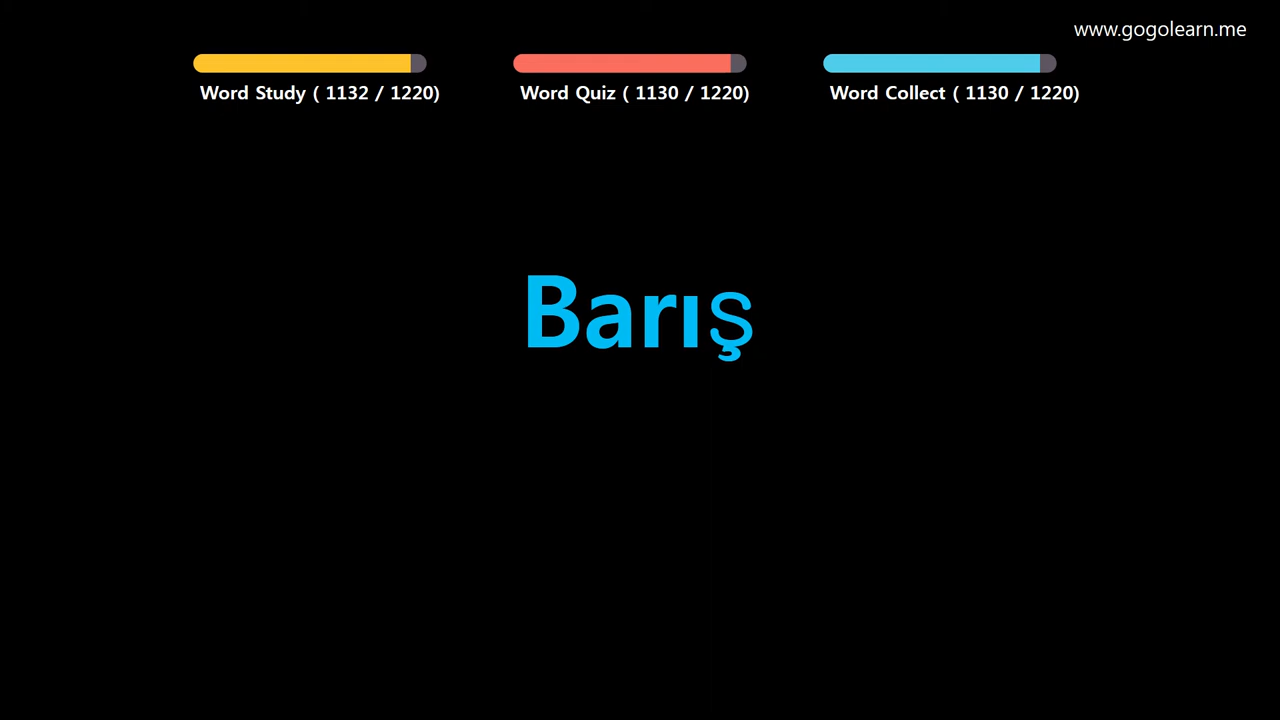 www.gogolearn.me
Word Study ( 1132 / 1220)
Word Quiz ( 1130 / 1220)
Word Collect ( 1130 / 1220)
Barış